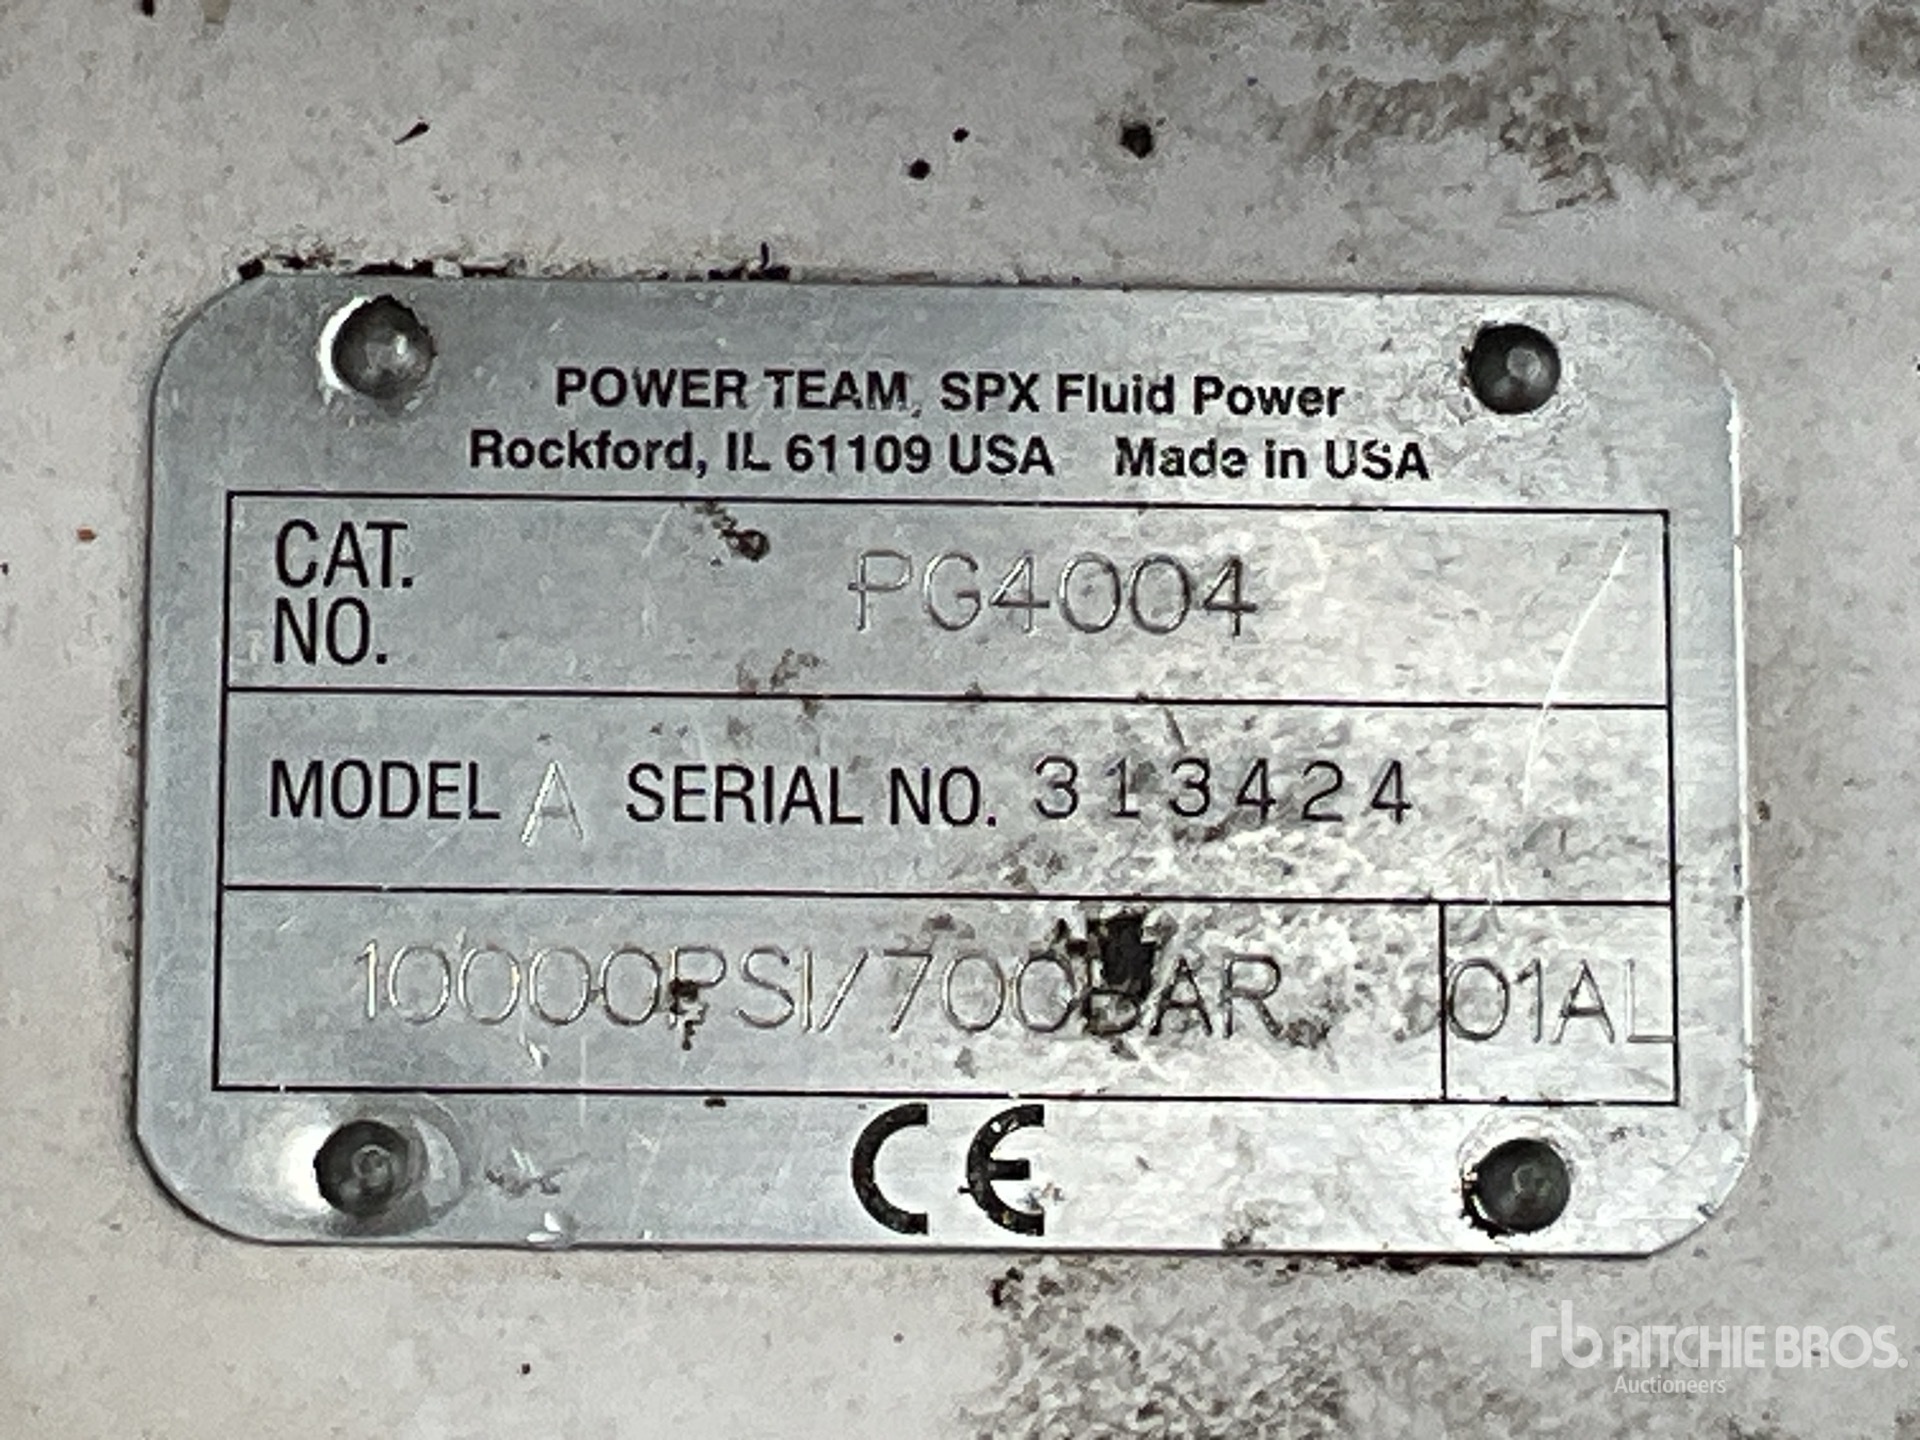 POWER TEAM, SPX Fluid Power
Rockford, IL 61109 USA Made in USA
CAT. NO. PG4004
MODEL A SERIAL NO. 313424
10000PSI/700BAR 01AL
CE
rb RITCHIE BROS.
Auctioneers